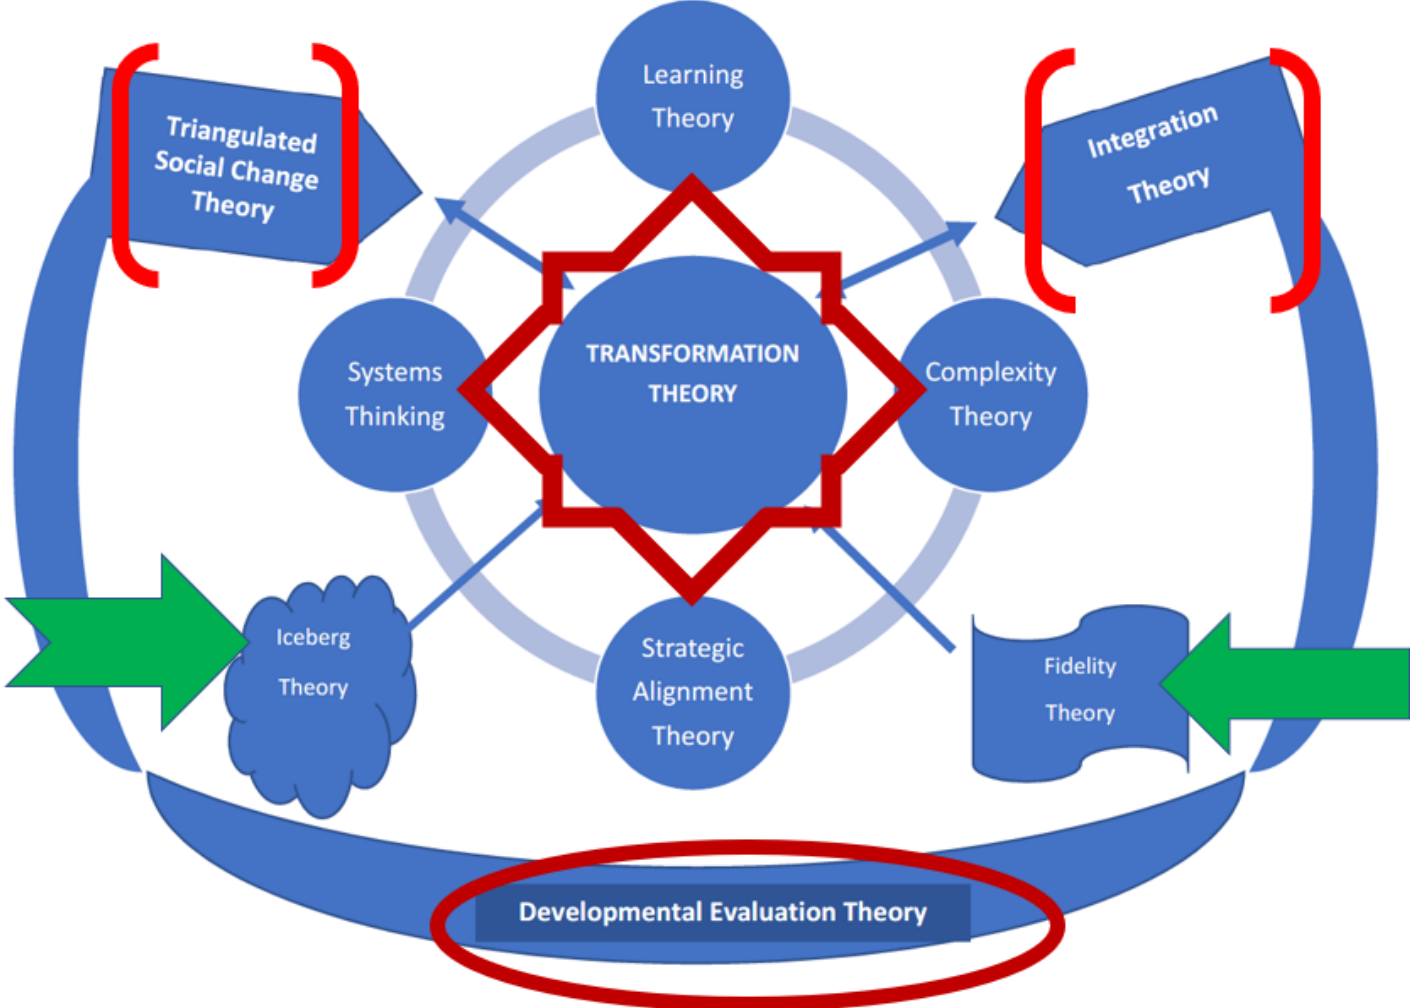 Learning
Theory
Triangulated
Social Change
Theory
Integration
Theory
TRANSFORMATION
THEORY
Systems
Thinking
Complexity
Theory
Iceberg
Theory
Strategic
Alignment
Theory
Fidelity
Theory
Developmental Evaluation Theory